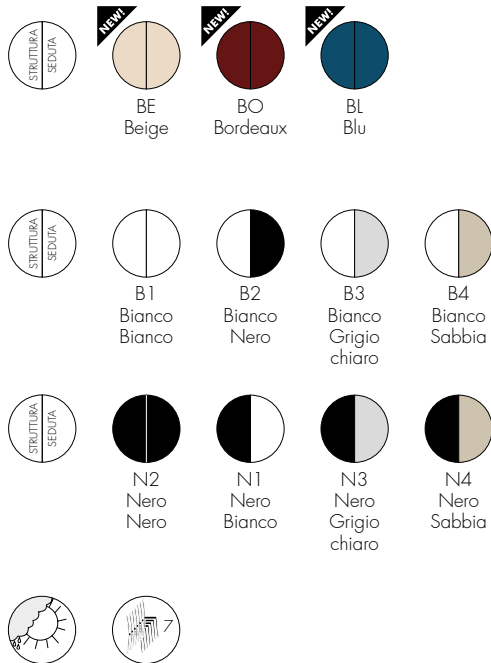 STRUTTURA
SEDUTA
NEW!
NEW!
NEW!
BE
Beige
BO
Bordeaux
BL
Blu
STRUTTURA
SEDUTA
B1
Bianco
Bianco
B2
Bianco
Nero
B3
Bianco
Grigio
chiaro
B4
Bianco
Sabbia
STRUTTURA
SEDUTA
N2
Nero
Nero
N1
Nero
Bianco
N3
Nero
Grigio
chiaro
N4
Nero
Sabbia
7